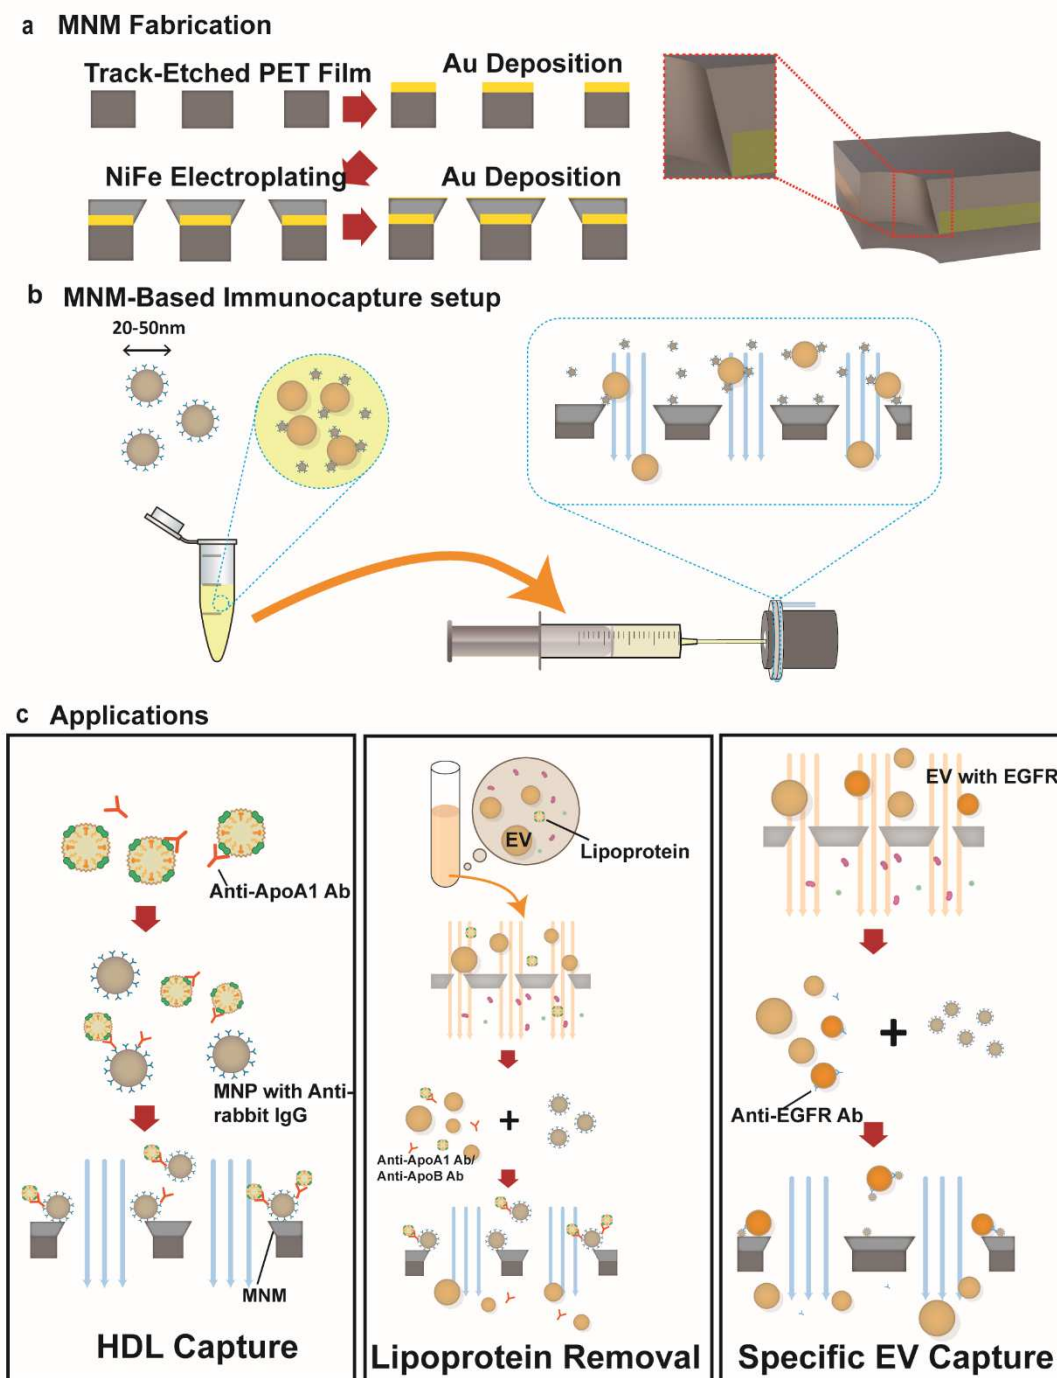 a MNM Fabrication
Track-Etched PET Film
Au Deposition
NiFe Electroplating
Au Deposition
b MNM-Based Immunocapture setup
20-50nm
c Applications
Anti-ApoA1 Ab
MNP with Anti-
rabbit IgG
MNM
HDL Capture
EV
Lipoprotein
+
Anti-ApoA1 Ab/
Anti-ApoB Ab
Lipoprotein Removal
EV with EGFR
+
Anti-EGFR Ab
Specific EV Capture